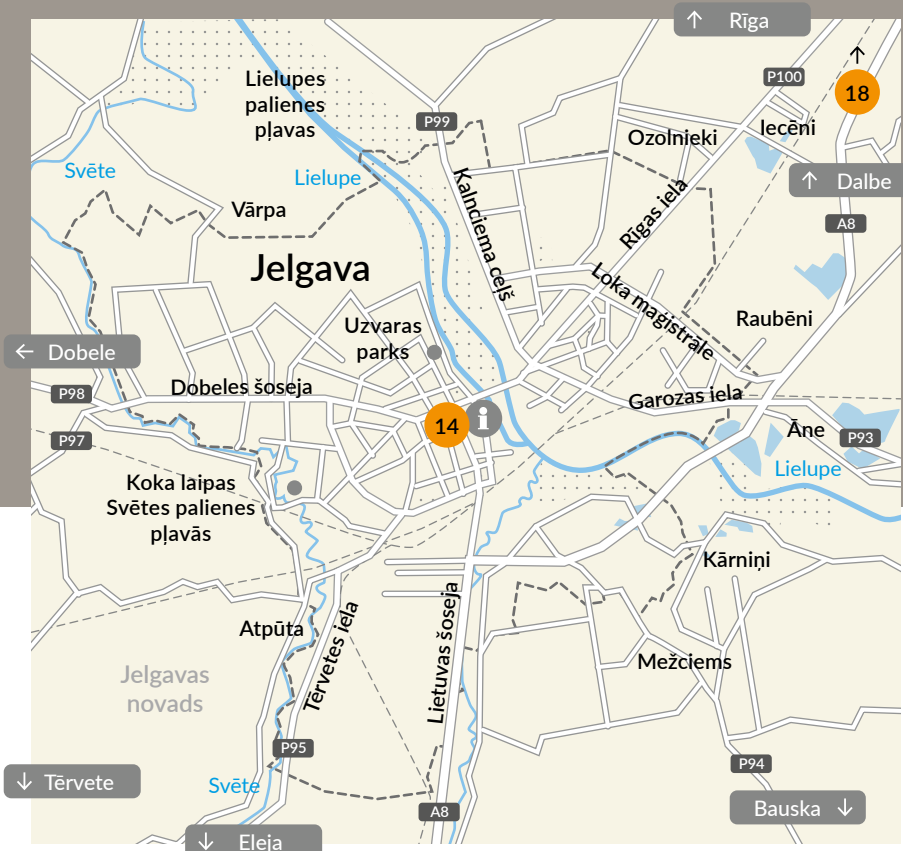 ↑ Rīga
P100
18
Lielupes
palienes
pļavas
P99
Iecēni
Ozolnieki
Svēte
Lielupe
↑ Dalbe
Kalnciema ceļš
Vārpa
Rīgas iela
A8
Jelgava
Loka maģistrāle
Uzvaras
parks
Raubēni
← Dobele
Dobeles šoseja
P98
Garozas iela
14
i
Āne
P93
P97
Lielupe
Koka laipas
Svētes palienes
pļavās
Kārniņi
Atpūta
Tērvetes iela
Lietuvas šoseja
Mežciems
Jelgavas
novads
P95
P94
↓ Tērvete
Svēte
A8
Bauska ↓
↓ Eleja